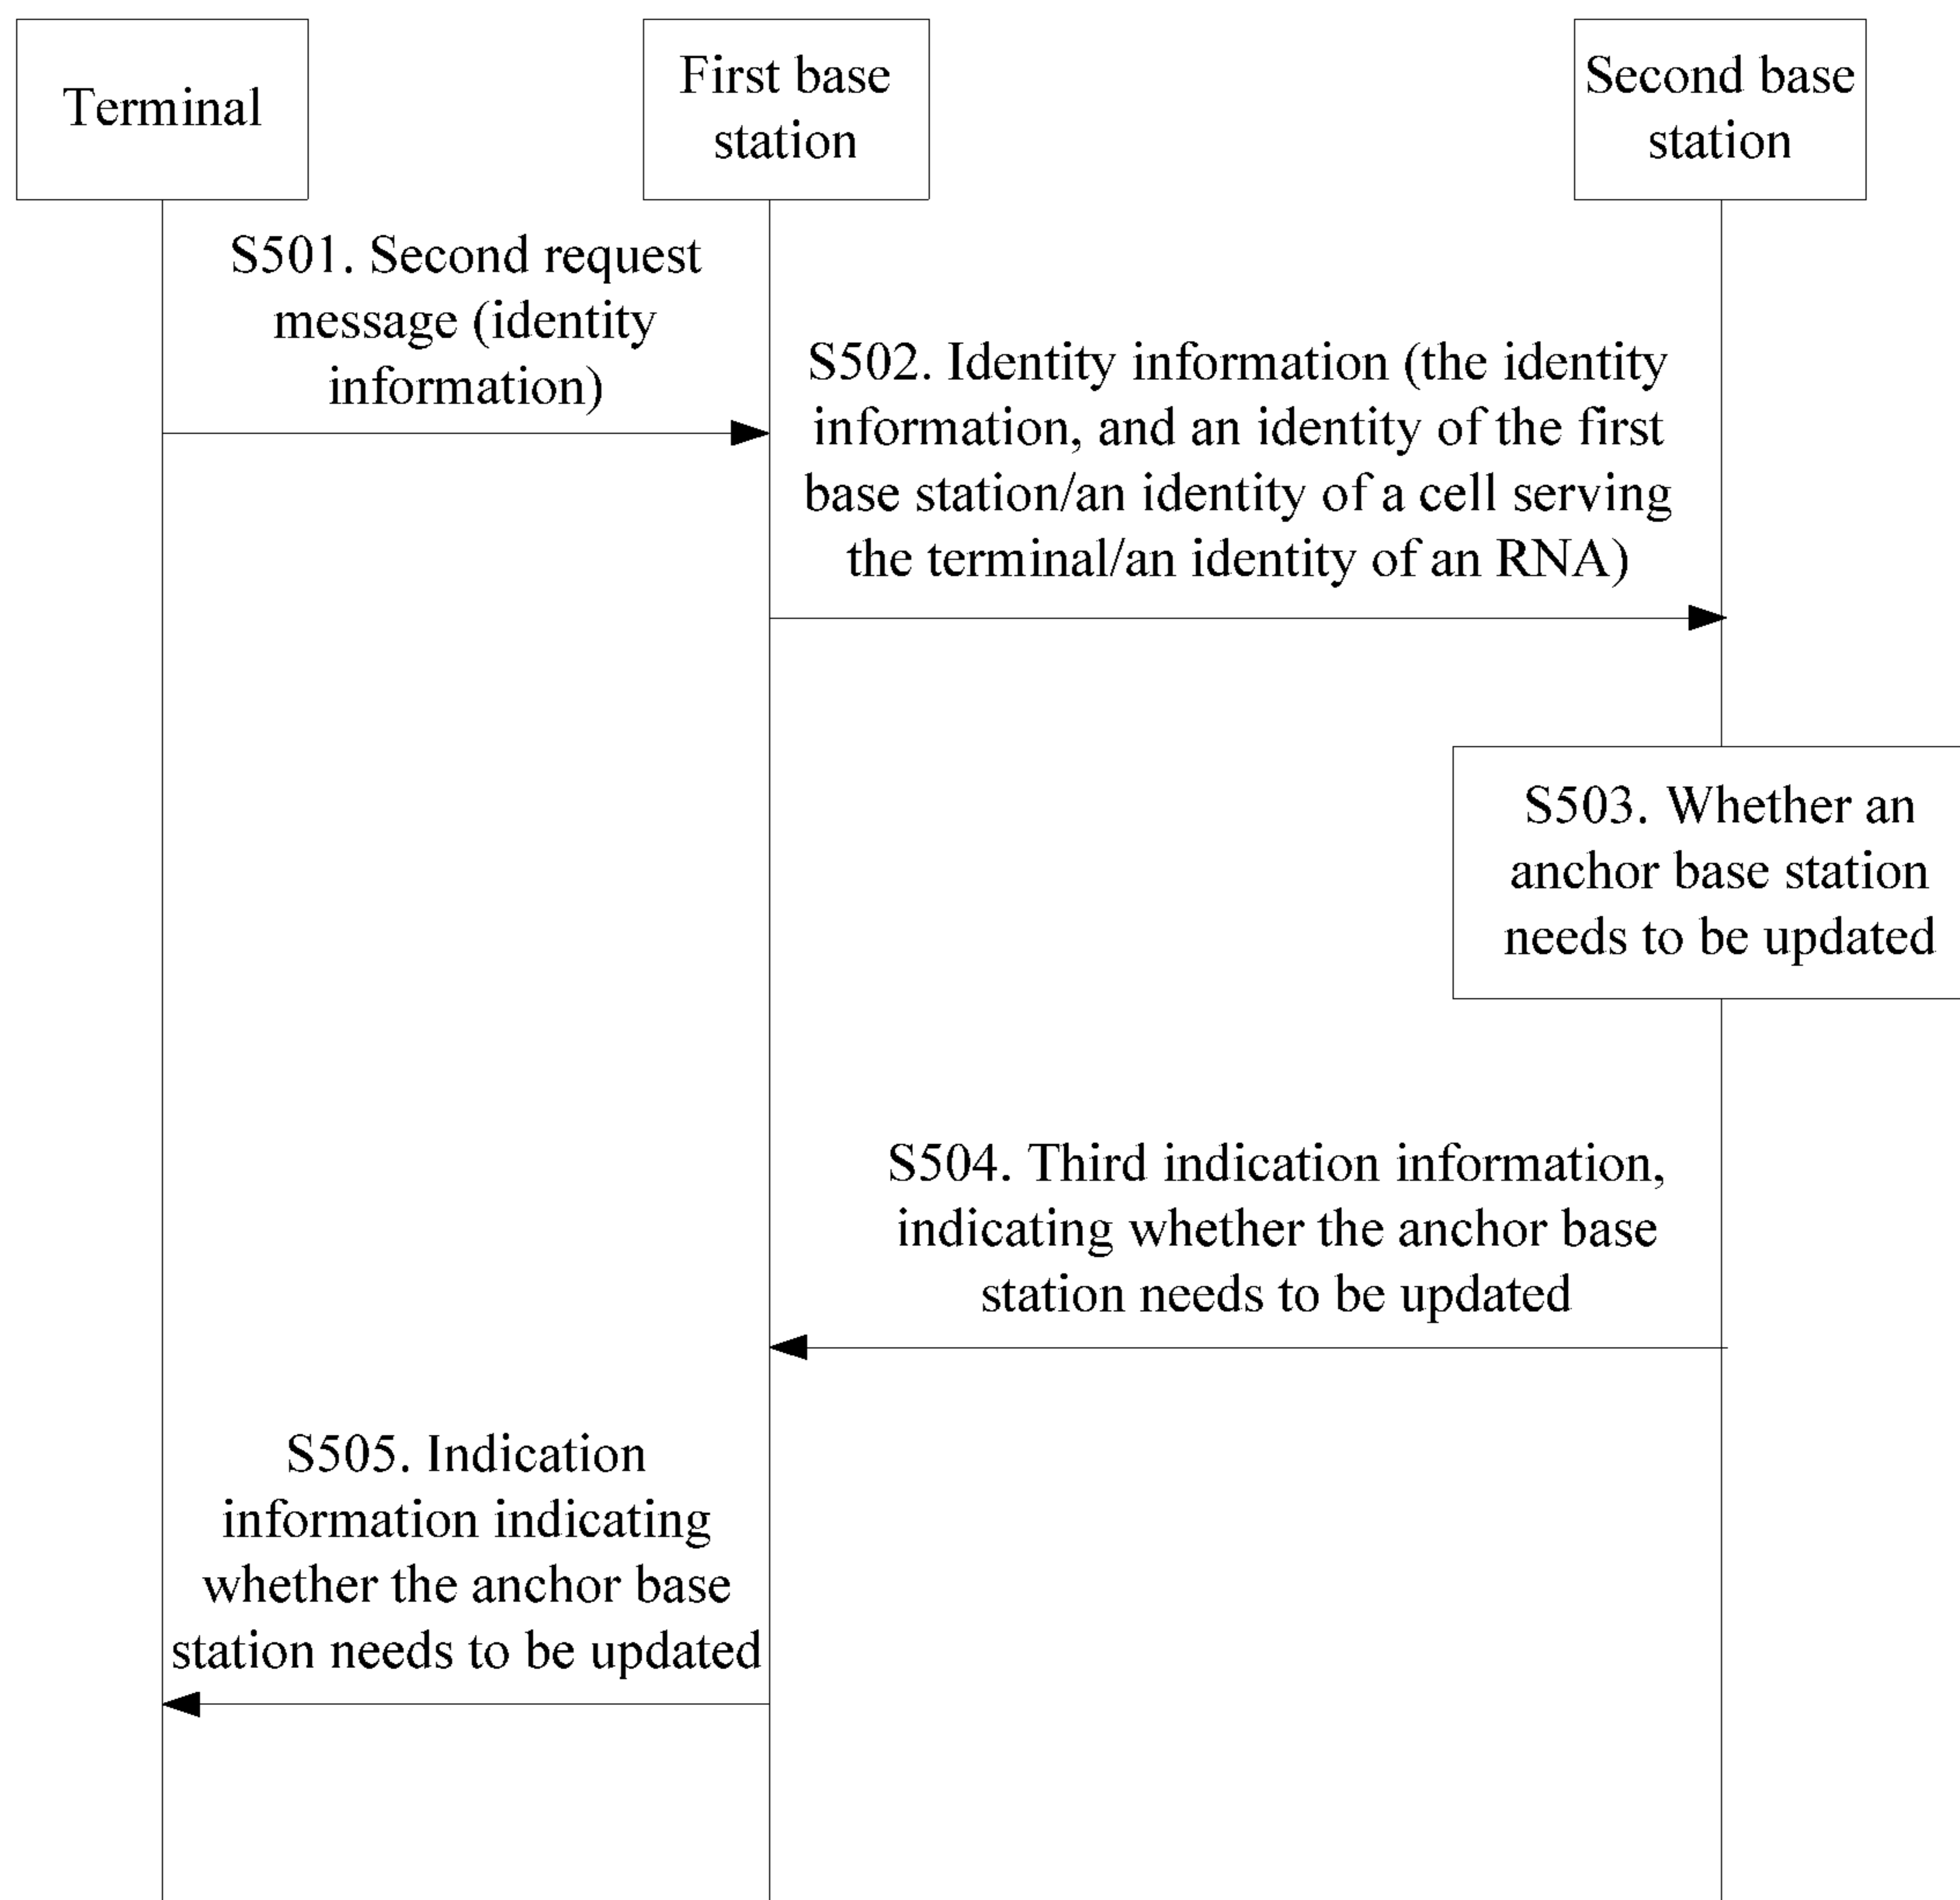 Terminal
First base
station
Second base
station
S501. Second request
message (identity
information)
S502. Identity information (the identity
information, and an identity of the first
base station/an identity of a cell serving
the terminal/an identity of an RNA)
S503. Whether an
anchor base station
needs to be updated
S504. Third indication information,
indicating whether the anchor base
station needs to be updated
S505. Indication
information indicating
whether the anchor base
station needs to be updated